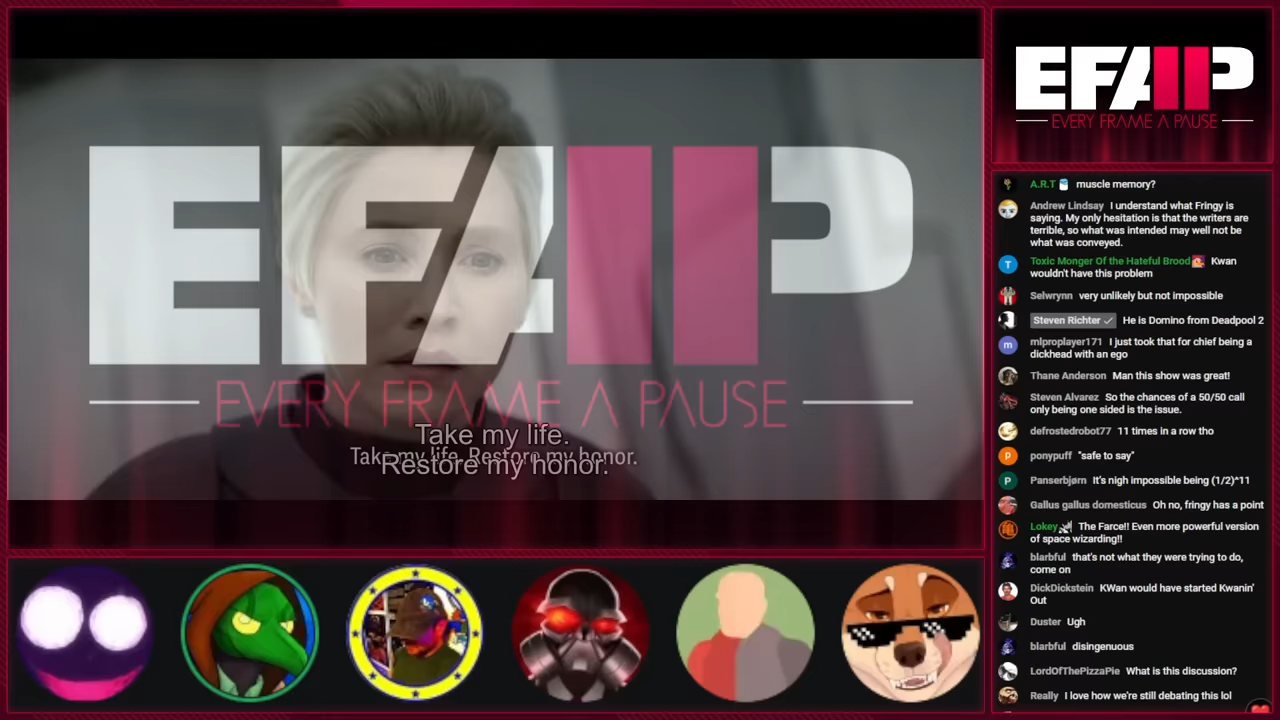 EFAP
EVERY FRAME A PAUSE
Take my life.
Restore my honor.
Take my life. Restore my honor.
EFAP
EVERY FRAME A PAUSE
A.R.T muscle memory?
Andrew Lindsay I understand what Fringy is
saying. My only hesitation is that the writers are
terrible, so what was intended may well not be
what was conveyed.
Toxic Monger Of the Hateful Brood Kwan
wouldn't have this problem
Selwrynn very unlikely but not impossible
Steven Richter He is Domino from Deadpool 2
mlproplayer171 I just took that for chief being a
dickhead with an ego
Thane Anderson Man this show was great!
Steven Alvarez So the chances of a 50/50 call
only being one sided is the issue.
defrostedrobot77 11 times in a row tho
ponypuff "safe to say"
Panserbjørn It's nigh impossible being (1/2)^11
Gallus gallus domesticus Oh no, fringy has a point
Lokey The Farce!! Even more powerful version
of space wizarding!!
blarbful that's not what they were trying to do,
come on
DickDickstein KWan would have started Kwanin'
Out
Duster Ugh
blarbful disingenuous
LordOfThePizzaPie What is this discussion?
Really I love how we're still debating this lol
T
m
P
P